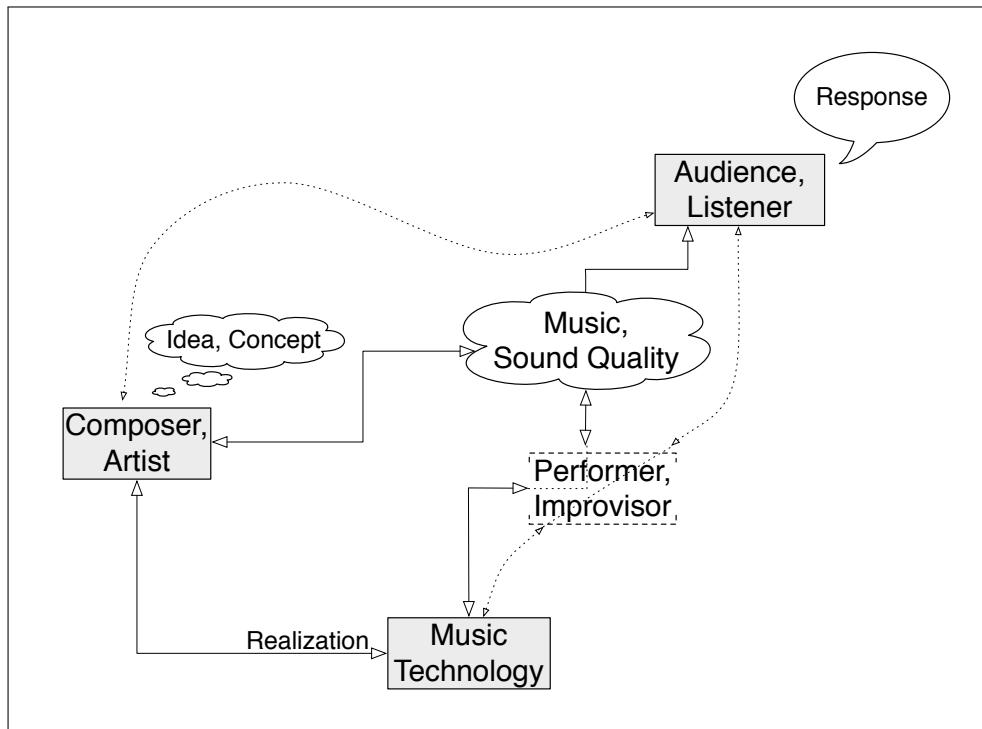 Response
Audience,
Listener
Music,
Sound Quality
Idea, Concept
Composer,
Artist
Performer,
Improvisor
Realization
Music
Technology